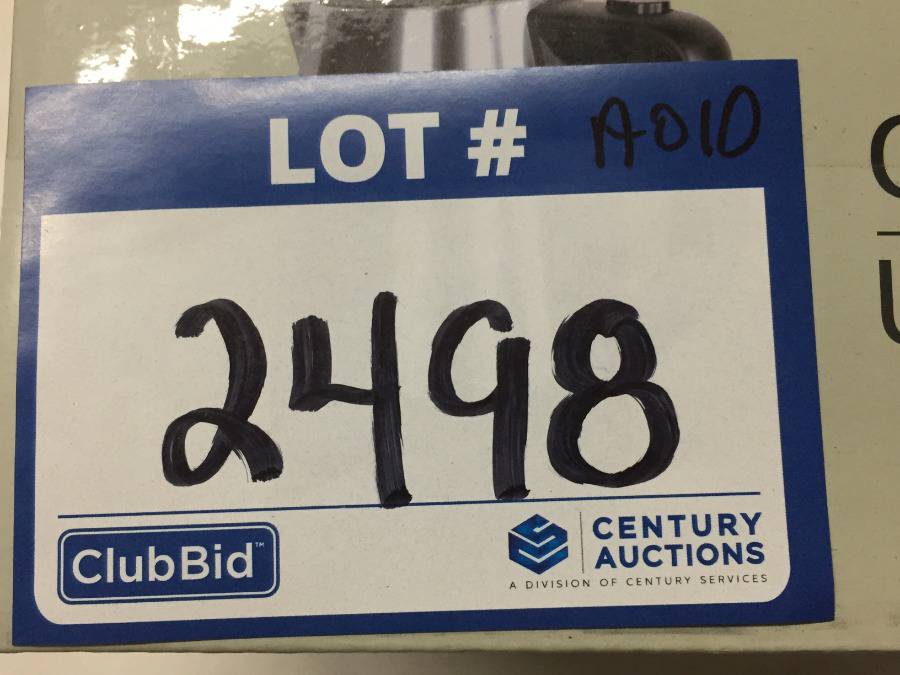 LOT # A010
2498
ClubBid™
CENTURY
AUCTIONS
A DIVISION OF CENTURY SERVICES